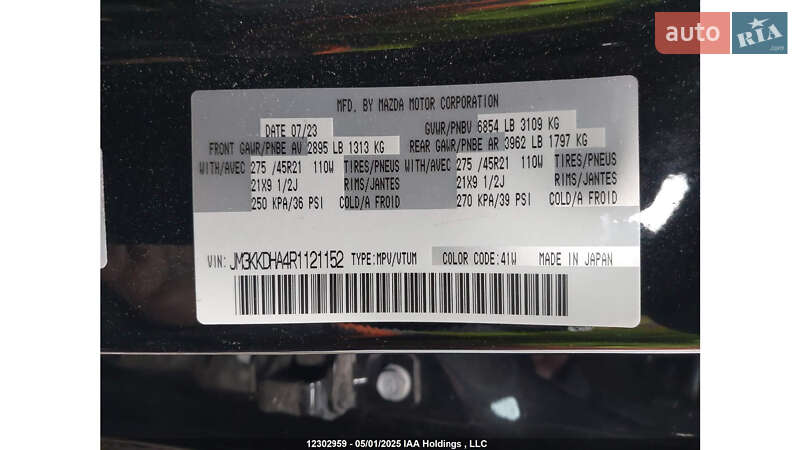 auto RIA
MFD. BY MAZDA MOTOR CORPORATION
DATE 07/23 GVWR/PNBV 6854 LB 3109 KG
FRONT GAWR/PNBE AV 2895 LB 1313 KG REAR GAWR/PNBE AR 3962 LB 1797 KG
WITH/AVEC 275 /45R21 110W TIRES/PNEUS WITH/AVEC 275 /45R21 110W TIRES/PNEUS
21X9 1/2J RIMS/JANTES 21X9 1/2J RIMS/JANTES
250 KPA/36 PSI COLD/A FROID 270 KPA/39 PSI COLD/A FROID
VIN: JM3KKDHA4R1121152 TYPE:MPV/VTUM COLOR CODE:41W MADE IN JAPAN
12302959 - 05/01/2025 IAA Holdings , LLC